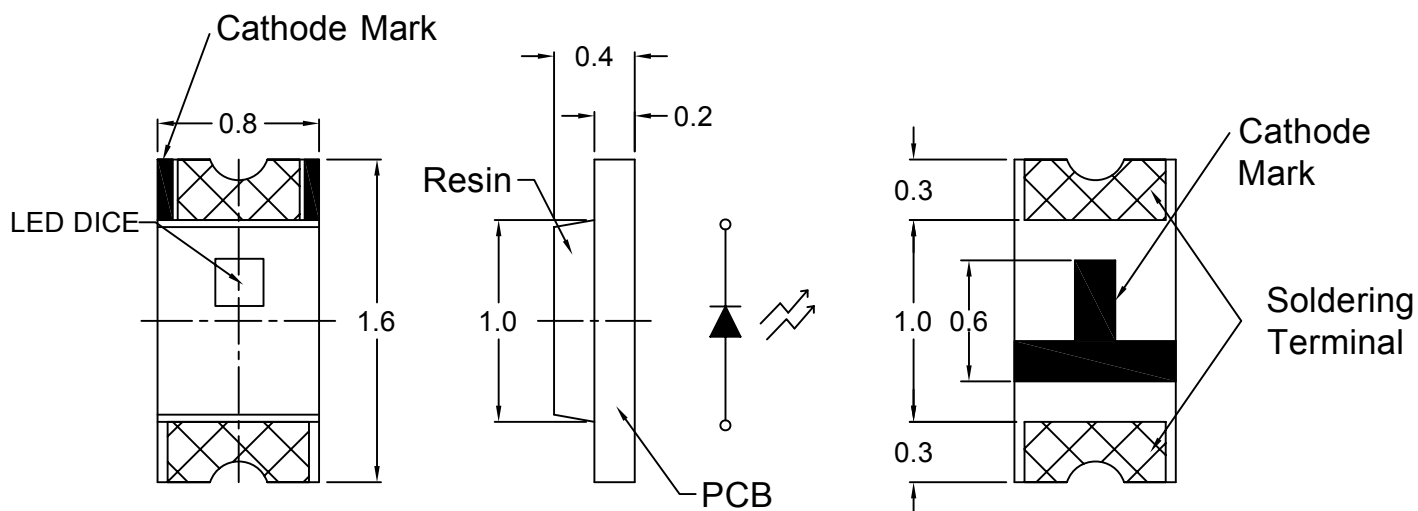 Cathode Mark
0.8
LED DICE
1.6
0.4
0.2
Resin
1.0
PCB
Cathode
Mark
0.3
1.0
0.6
0.3
Soldering
Terminal